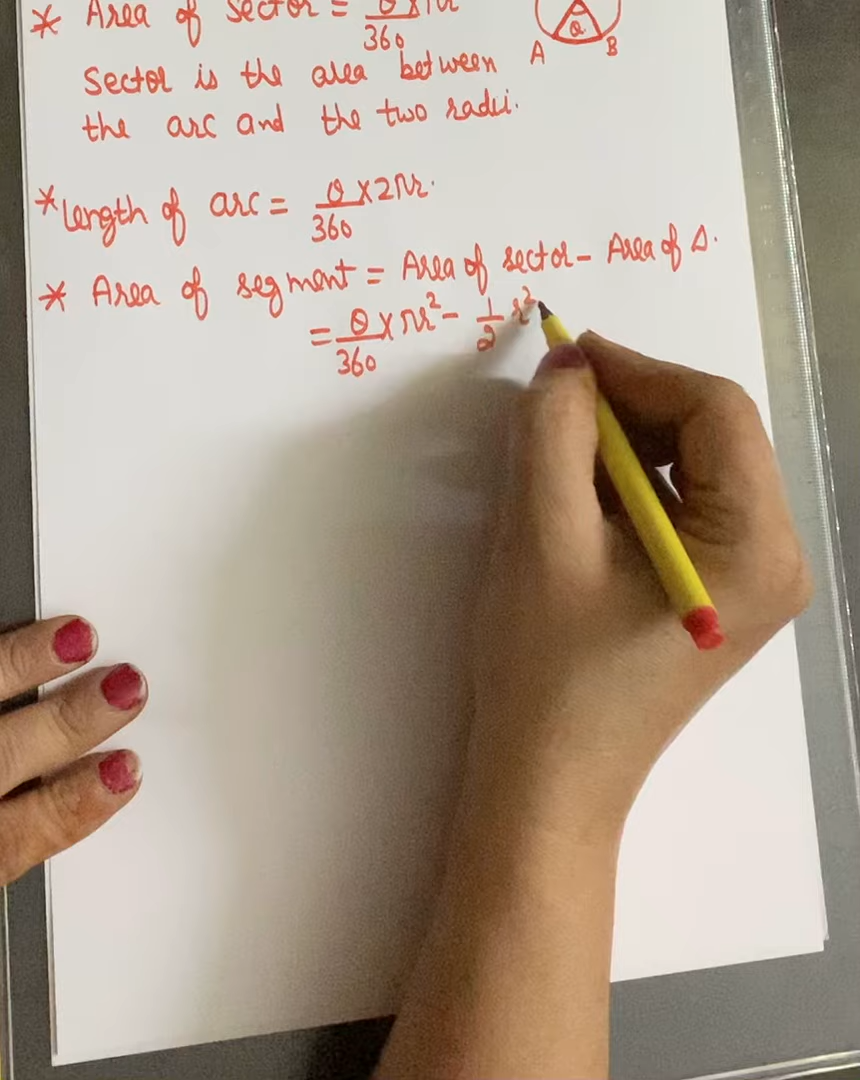 * Area of sector = θ/360 × πr²
A B
Sector is the area between
the arc and the two radii.
* Length of arc = θ/360 × 2πr.
* Area of segment = Area of sector - Area of Δ.
= θ/360 × πr² - 1/2 r²